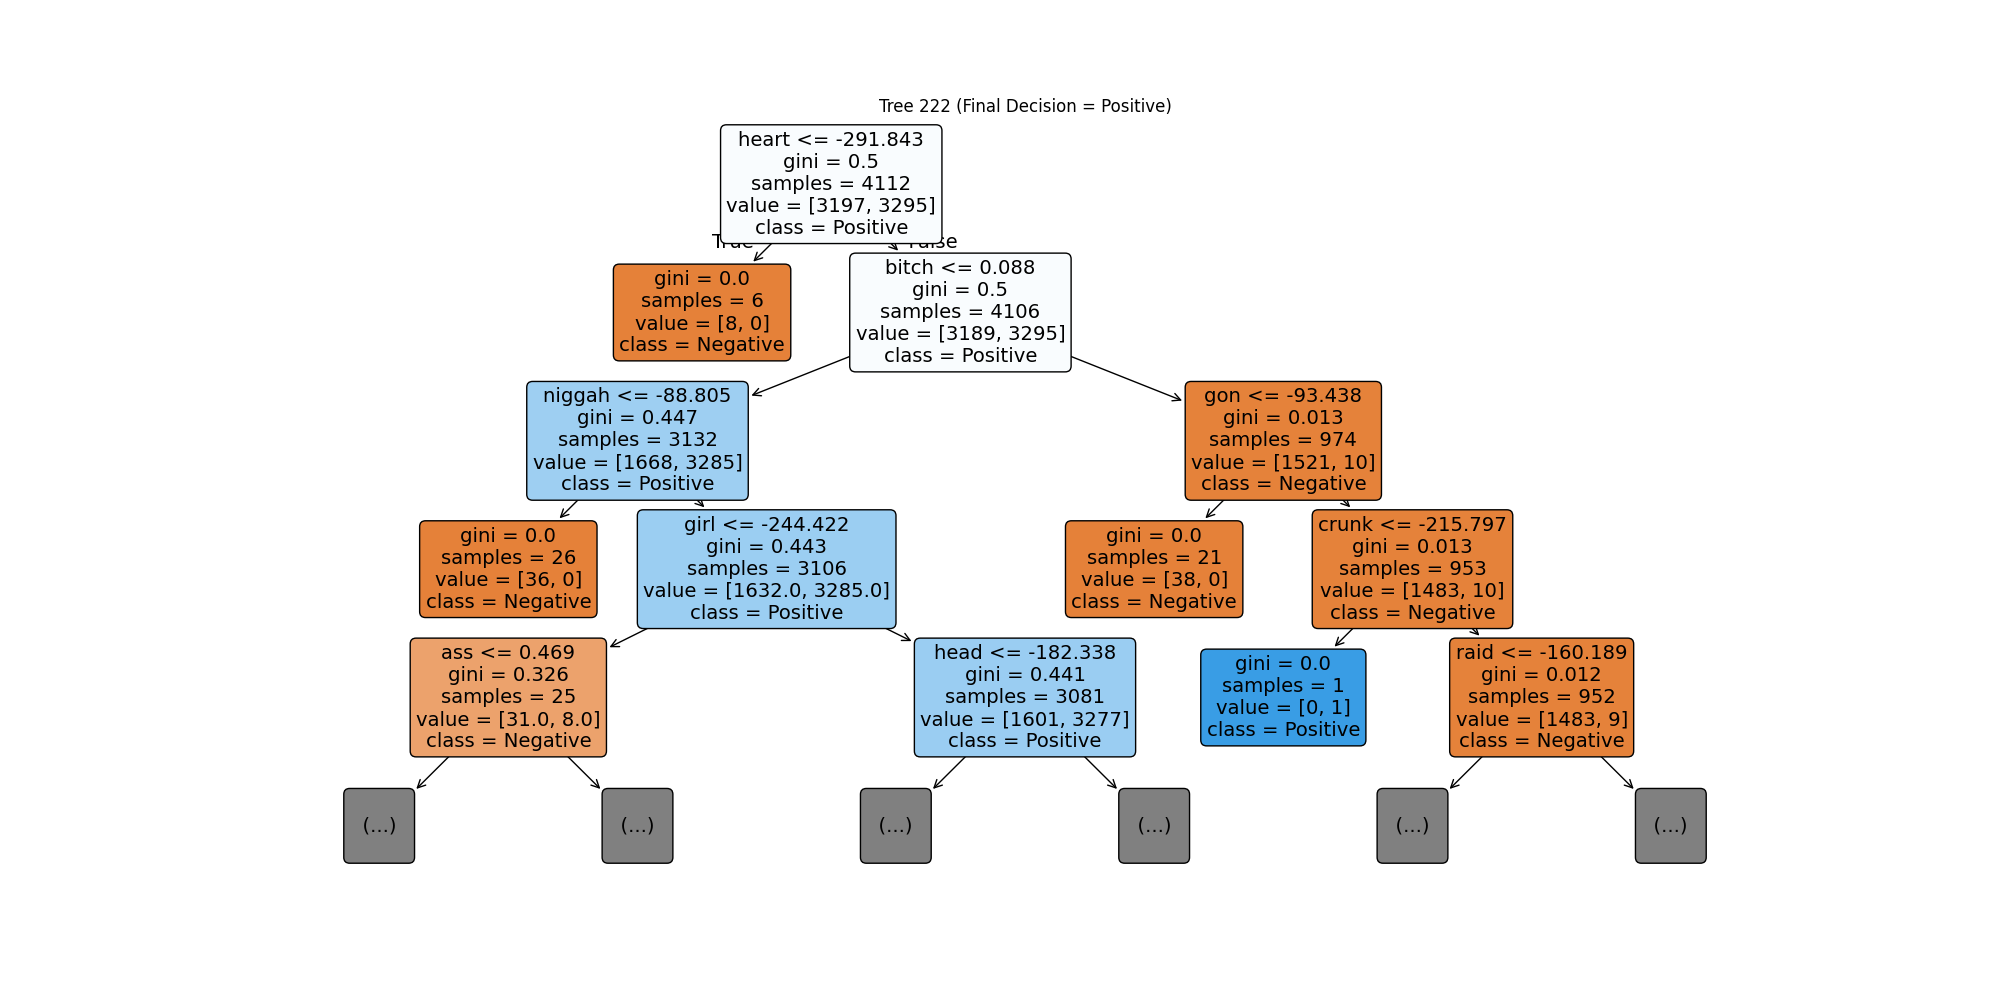 Tree 222 (Final Decision = Positive)
heart <= -291.843
gini = 0.5
samples = 4112
value = [3197, 3295]
class = Positive
True
False
gini = 0.0
samples = 6
value = [8, 0]
class = Negative
bitch <= 0.088
gini = 0.5
samples = 4106
value = [3189, 3295]
class = Positive
niggah <= -88.805
gini = 0.447
samples = 3132
value = [1668, 3285]
class = Positive
gon <= -93.438
gini = 0.013
samples = 974
value = [1521, 10]
class = Negative
gini = 0.0
samples = 26
value = [36, 0]
class = Negative
girl <= -244.422
gini = 0.443
samples = 3106
value = [1632.0, 3285.0]
class = Positive
gini = 0.0
samples = 21
value = [38, 0]
class = Negative
crunk <= -215.797
gini = 0.013
samples = 953
value = [1483, 10]
class = Negative
ass <= 0.469
gini = 0.326
samples = 25
value = [31.0, 8.0]
class = Negative
head <= -182.338
gini = 0.441
samples = 3081
value = [1601, 3277]
class = Positive
gini = 0.0
samples = 1
value = [0, 1]
class = Positive
raid <= -160.189
gini = 0.012
samples = 952
value = [1483, 9]
class = Negative
(...)
(...)
(...)
(...)
(...)
(...)